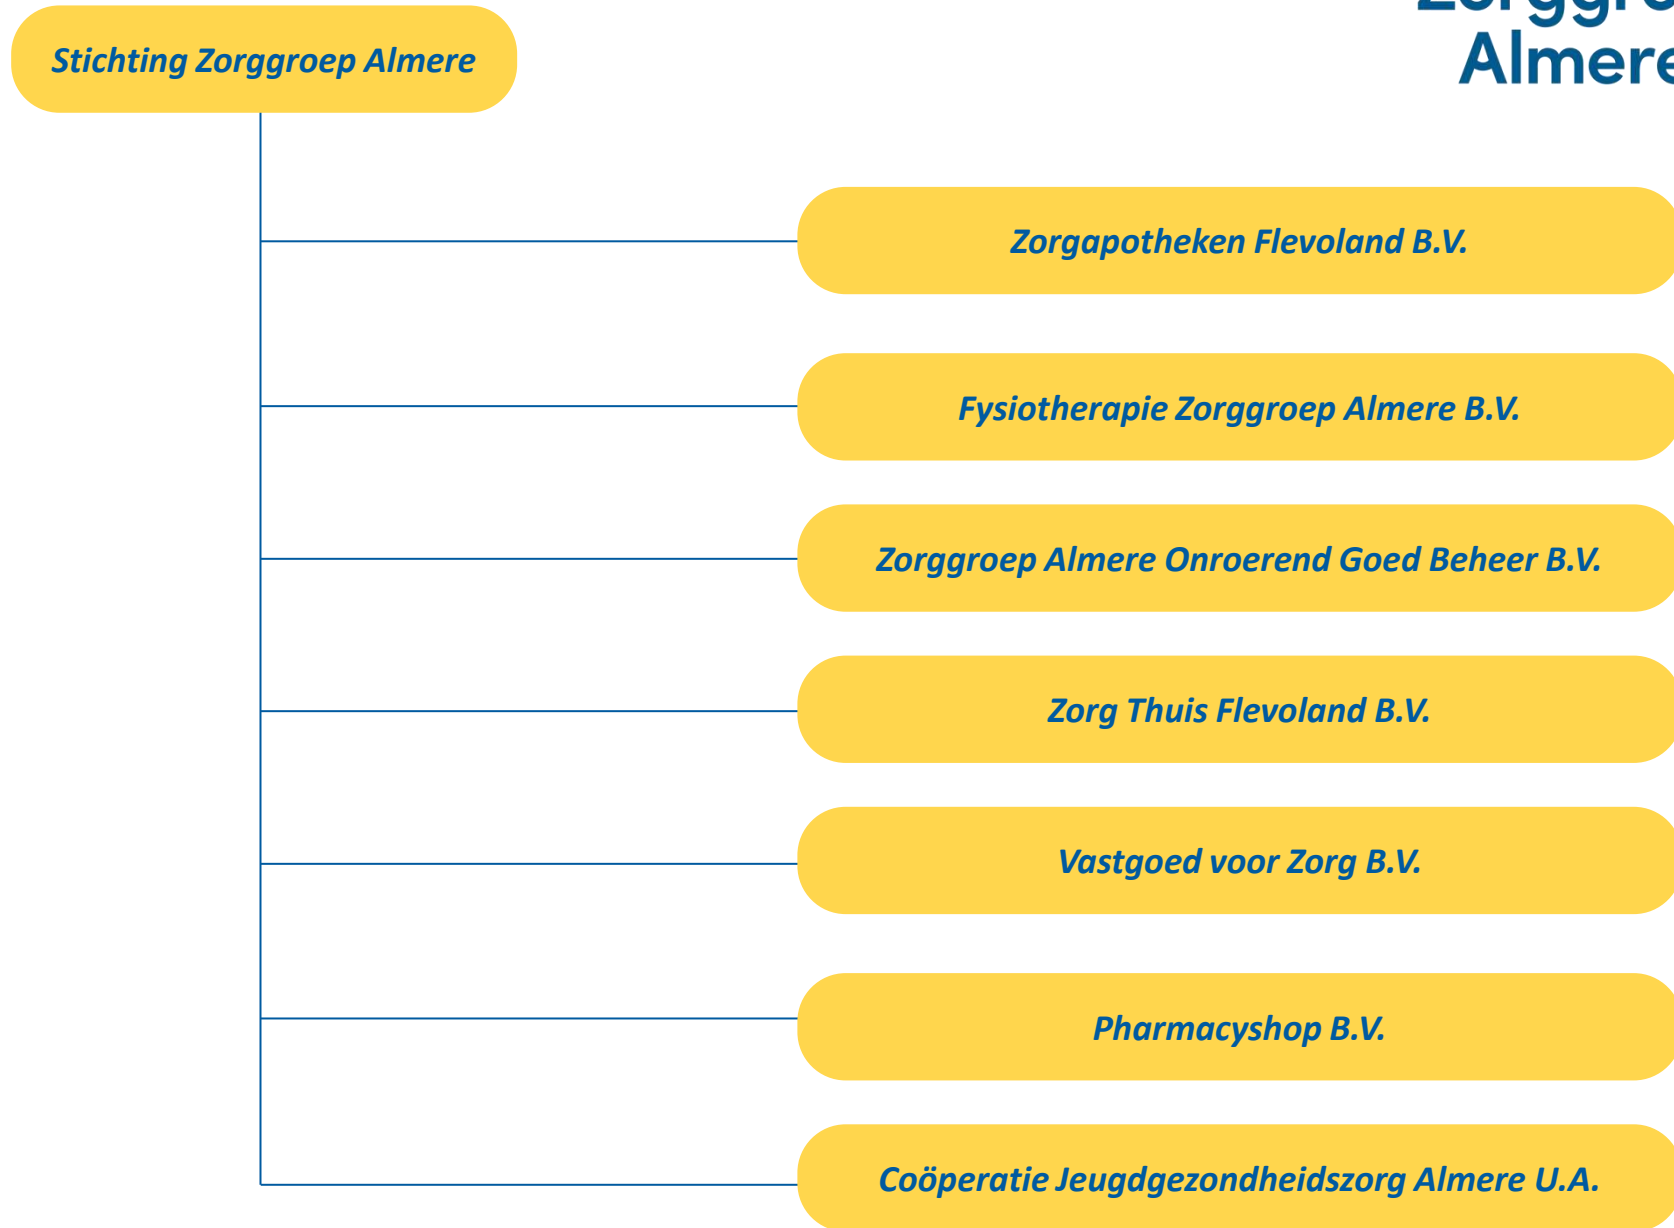 Almere
Stichting Zorggroep Almere
Zorgapotheken Flevoland B.V.
Fysiotherapie Zorggroep Almere B.V.
Zorggroep Almere Onroerend Goed Beheer B.V.
Zorg Thuis Flevoland B.V.
Vastgoed voor Zorg B.V.
Pharmacyshop B.V.
Coöperatie Jeugdgezondheidszorg Almere U.A.